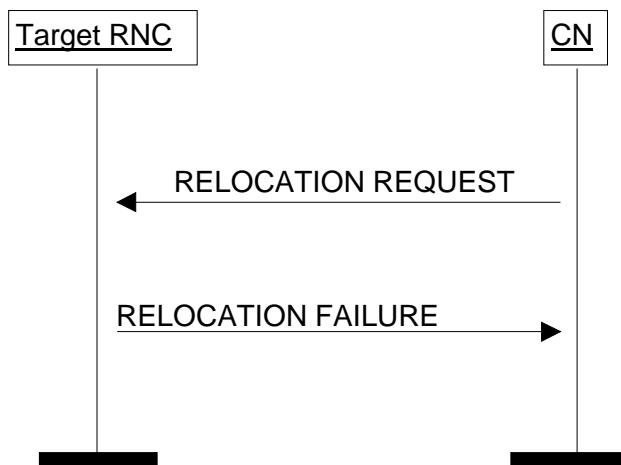 Target RNC
CN
RELOCATION REQUEST
RELOCATION FAILURE